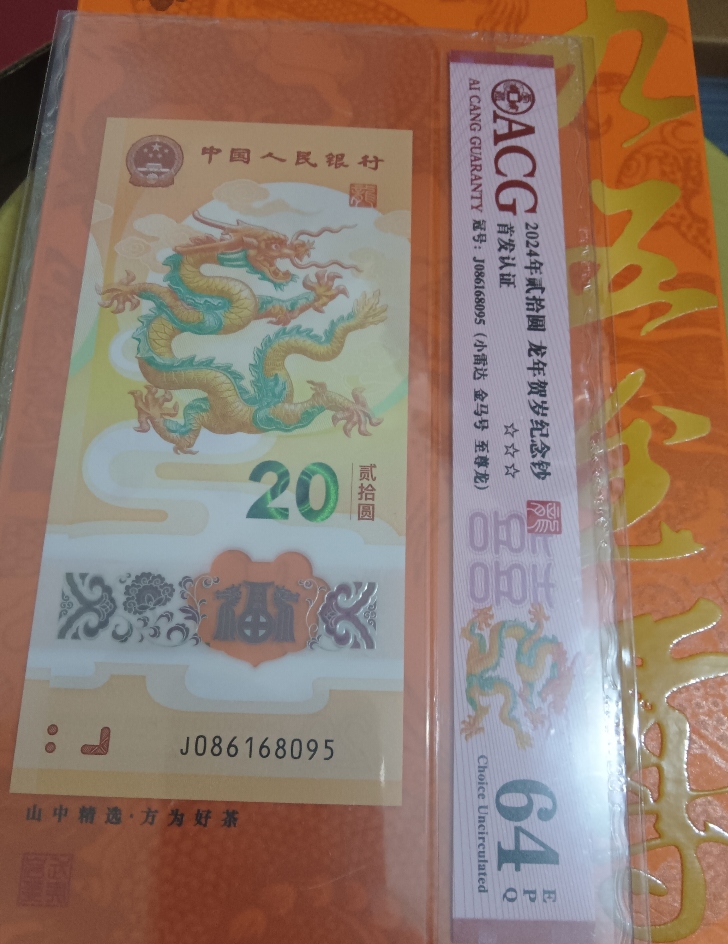 中国人民银行
20
贰拾圆
J086168095
山中精选·方为好茶
ACG
AI CANG GUARANTY
2024年贰拾圆 龙年贺岁纪念钞
首发认证
☆☆☆
冠号：J086168095（小雷达 金马号 至尊龙）
64
EPQ
Choice Uncirculated